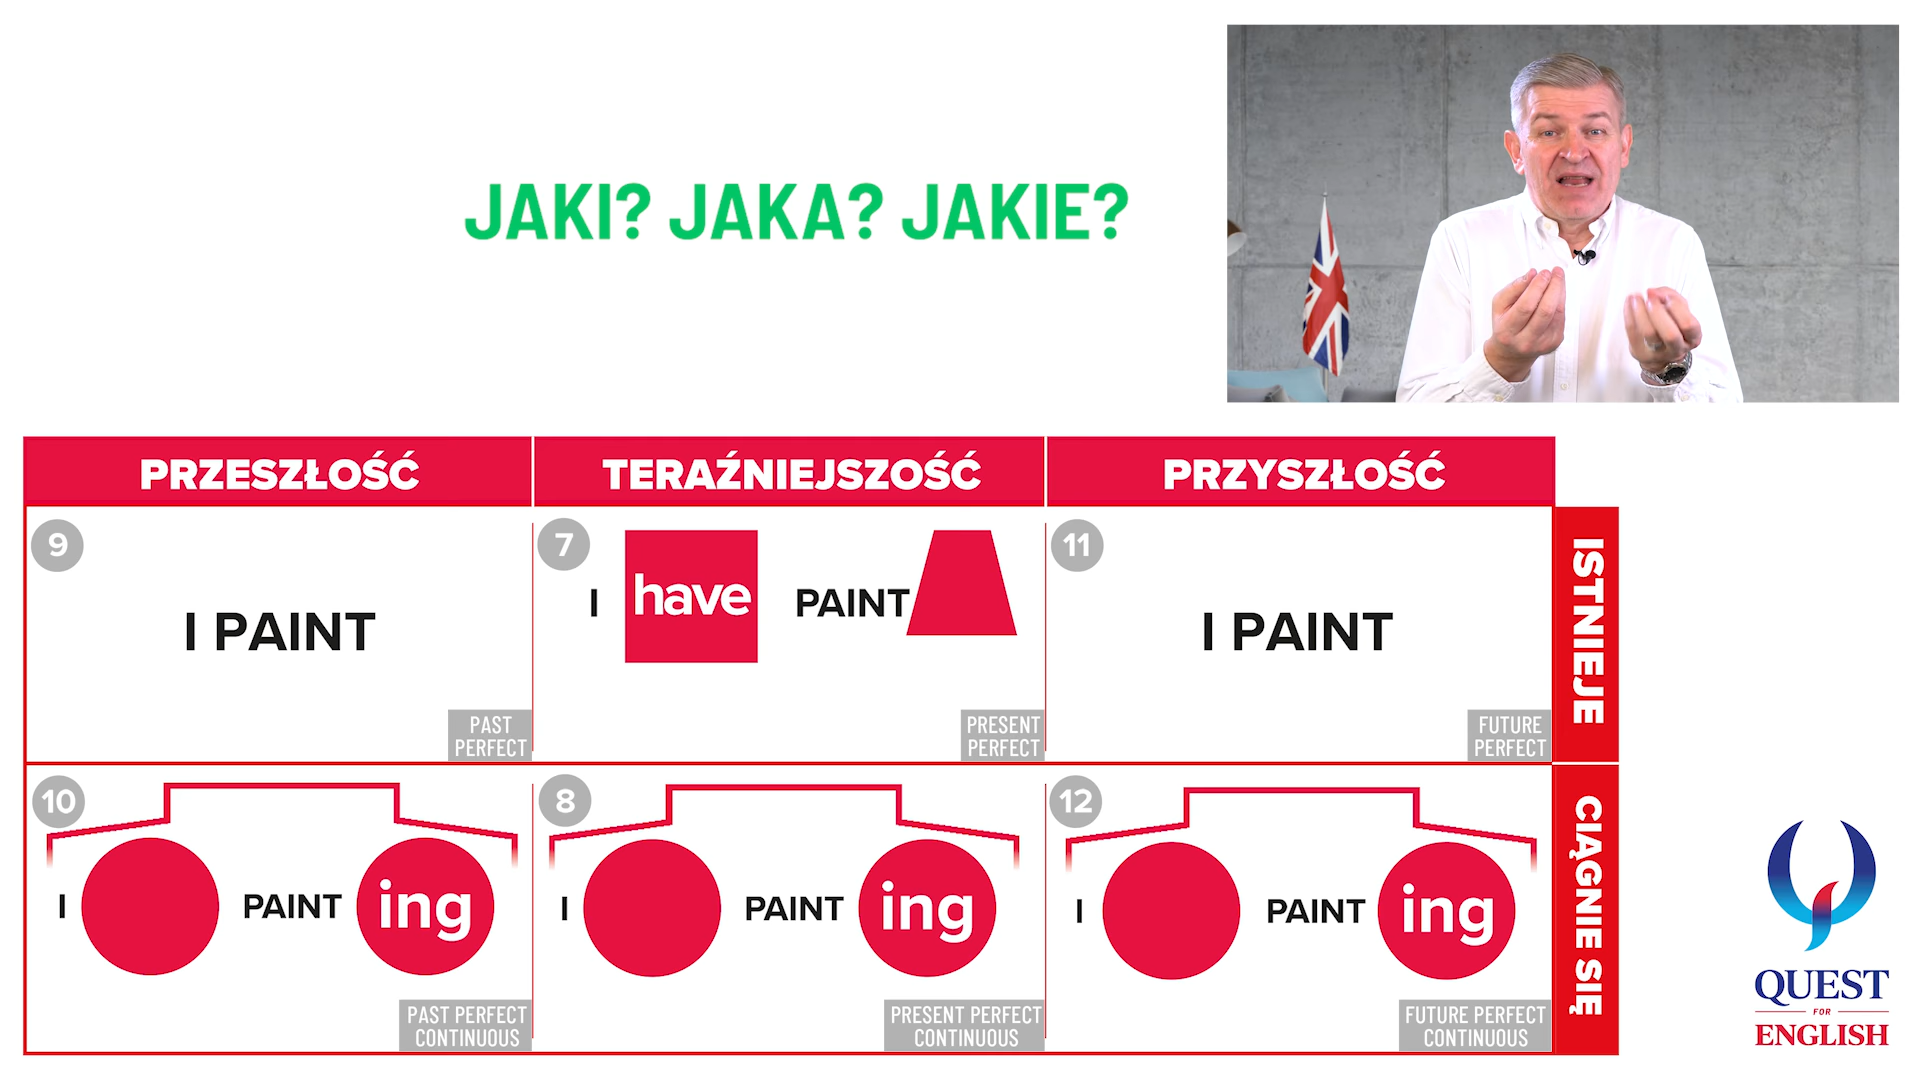 JAKI? JAKA? JAKIE?
PRZESZŁOŚĆ
TERAŹNIEJSZOŚĆ
PRZYSZŁOŚĆ
9
I PAINT
PAST
PERFECT
7
I have PAINT
PRESENT
PERFECT
11
I PAINT
FUTURE
PERFECT
ISTNIEJE
10
I PAINT ing
PAST PERFECT
CONTINUOUS
8
I PAINT ing
PRESENT PERFECT
CONTINUOUS
12
I PAINT ing
FUTURE PERFECT
CONTINUOUS
CIĄGNIE SIĘ
QUEST
FOR
ENGLISH